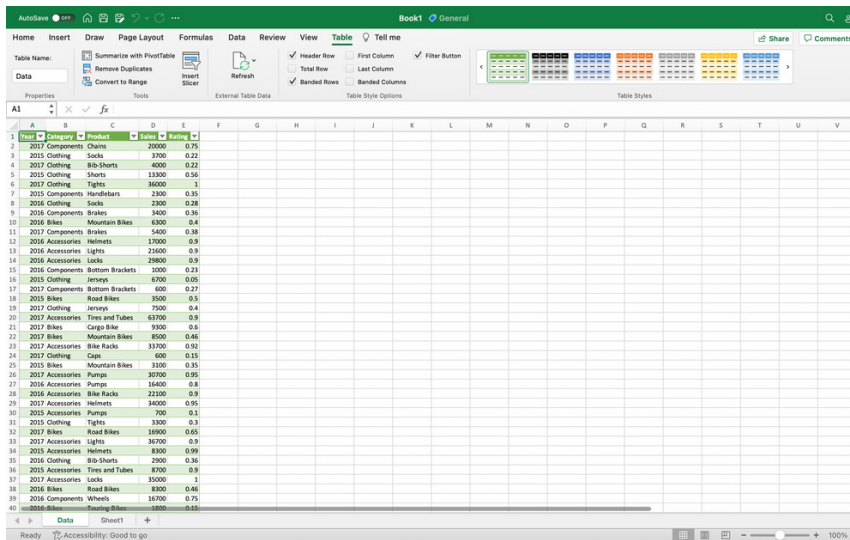 AutoSave OFF Book1 General
Home Insert Draw Page Layout Formulas Data Review View Table Tell me Share Comments
Table Name:
Data
Properties
Summarize with PivotTable
Remove Duplicates
Convert to Range
Insert Slicer
Tools
Refresh
External Table Data
Header Row First Column Filter Button
Total Row Last Column
Banded Rows Banded Columns
Table Style Options
Table Styles
A1 fx
A B C D E F G H I J K L M N O P Q R S T U V
1 Year Category Product Sales Rating
2 2017 Components Chains 20000 0.75
3 2015 Clothing Socks 3700 0.22
4 2017 Clothing Bib-Shorts 4000 0.22
5 2015 Clothing Shorts 13300 0.56
6 2017 Clothing Tights 36000 1
7 2015 Components Handlebars 2300 0.35
8 2016 Clothing Socks 2300 0.28
9 2016 Components Brakes 3400 0.36
10 2016 Bikes Mountain Bikes 6300 0.4
11 2017 Components Brakes 5400 0.38
12 2016 Accessories Helmets 17000 0.9
13 2016 Accessories Lights 21600 0.9
14 2016 Accessories Locks 29800 0.9
15 2016 Components Bottom Brackets 1000 0.23
16 2015 Clothing Jerseys 6700 0.05
17 2017 Components Bottom Brackets 600 0.27
18 2015 Bikes Road Bikes 3500 0.5
19 2017 Clothing Jerseys 7500 0.4
20 2017 Accessories Tires and Tubes 63700 0.9
21 2017 Bikes Cargo Bike 9300 0.6
22 2017 Bikes Mountain Bikes 8500 0.46
23 2017 Accessories Bike Racks 33700 0.92
24 2017 Clothing Caps 600 0.15
25 2015 Bikes Mountain Bikes 3100 0.35
26 2017 Accessories Pumps 30700 0.95
27 2016 Accessories Pumps 16400 0.8
28 2016 Accessories Bike Racks 22100 0.9
29 2017 Accessories Helmets 34000 0.95
30 2015 Accessories Pumps 700 0.1
31 2015 Clothing Tights 3300 0.3
32 2017 Bikes Road Bikes 16900 0.65
33 2017 Accessories Lights 36700 0.9
34 2015 Accessories Helmets 8300 0.99
35 2016 Clothing Bib-Shorts 2900 0.36
36 2015 Accessories Tires and Tubes 8700 0.9
37 2017 Accessories Locks 35000 1
38 2016 Bikes Road Bikes 8300 0.46
39 2016 Components Wheels 16700 0.75
40 2016 Bikes Touring Bikes 1800 0.15
Data Sheet1 +
Ready Accessibility: Good to go 100%